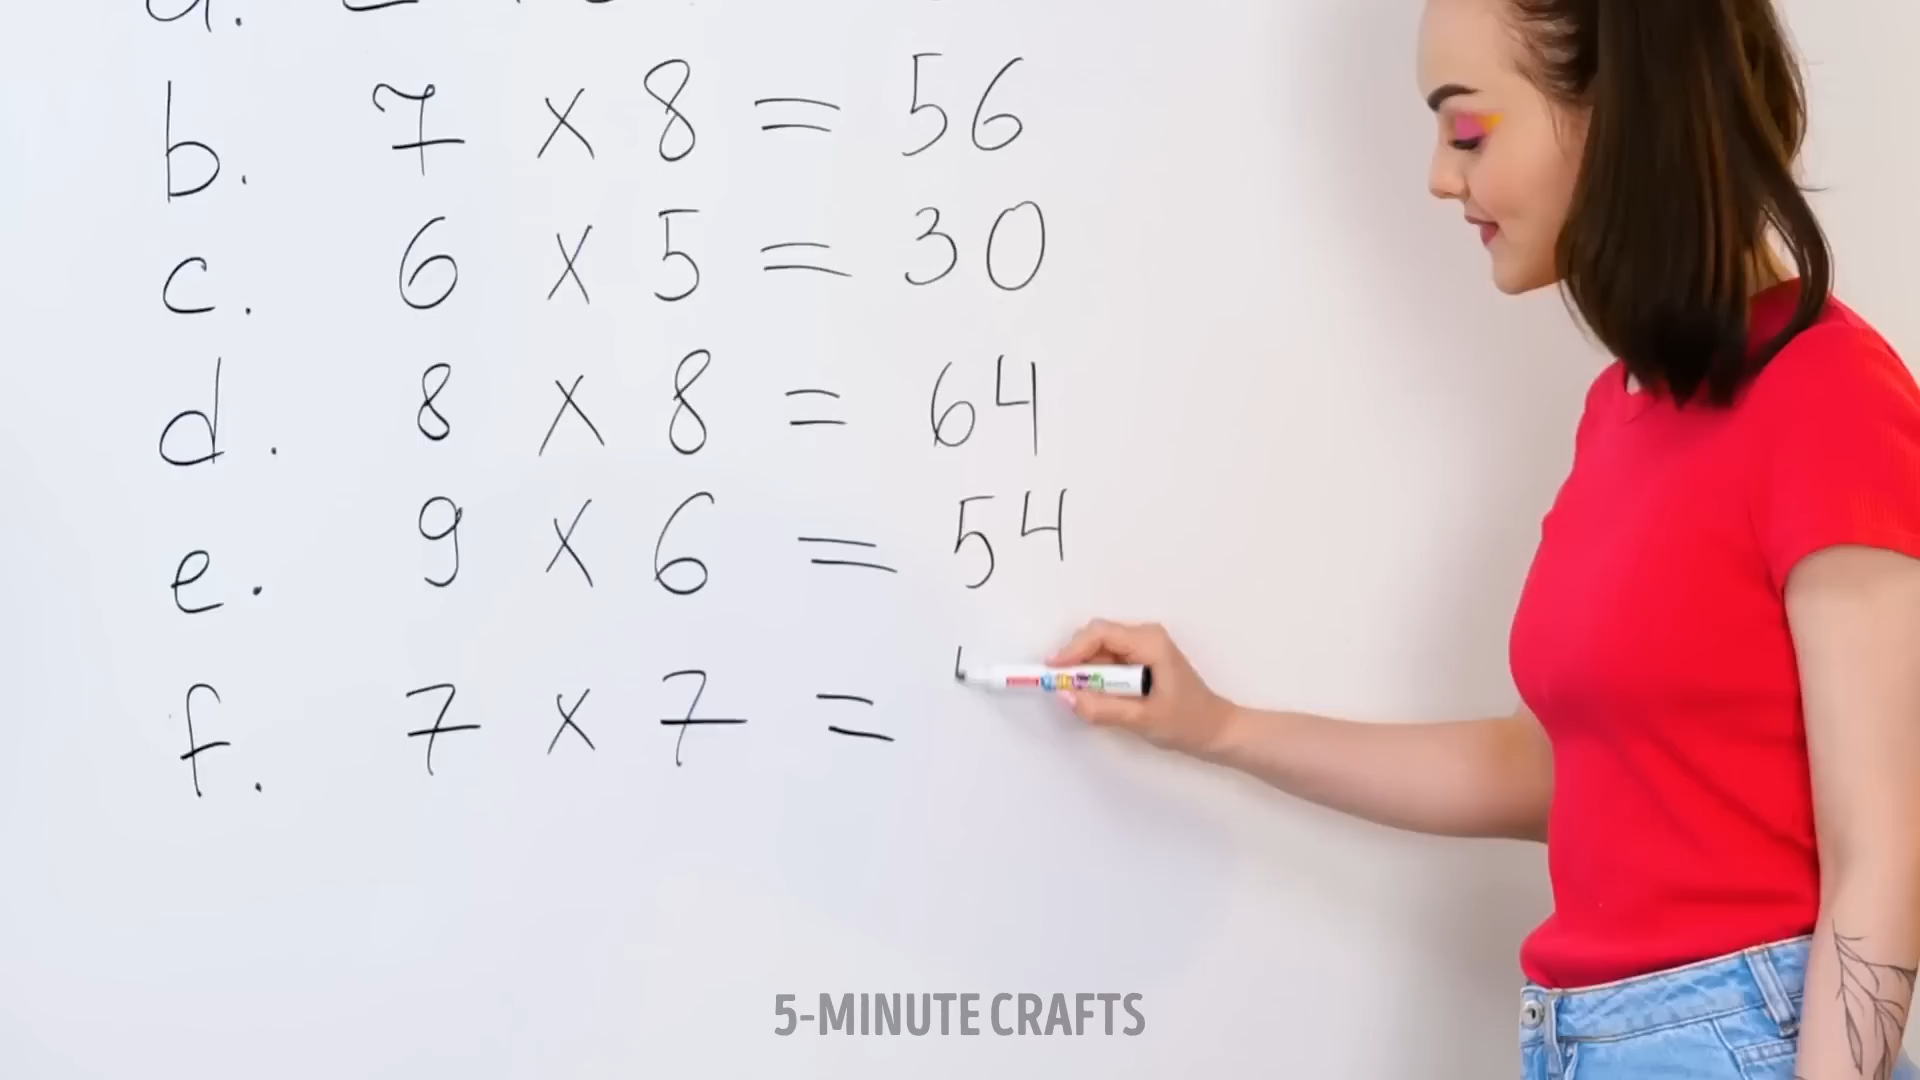 b. 7 x 8 = 56
c. 6 x 5 = 30
d. 8 x 8 = 64
e. 9 x 6 = 54
f. 7 x 7 =
5-MINUTE CRAFTS